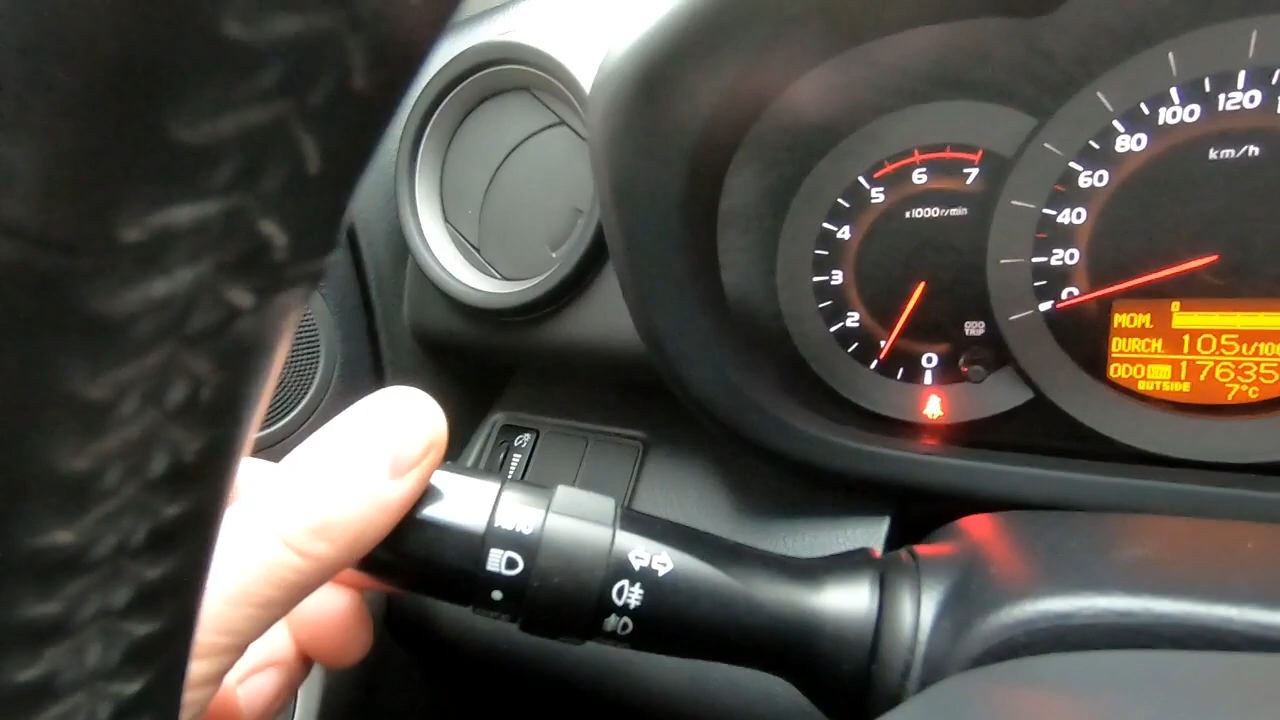 100 120
80
km/h
60
40
20
0
5 6 7
x1000r/min
4
3
2
1
0
ODO
TRIP
MOM.
DURCH. 10.5
ODO km 17635
OUTSIDE 7°C
AUTO